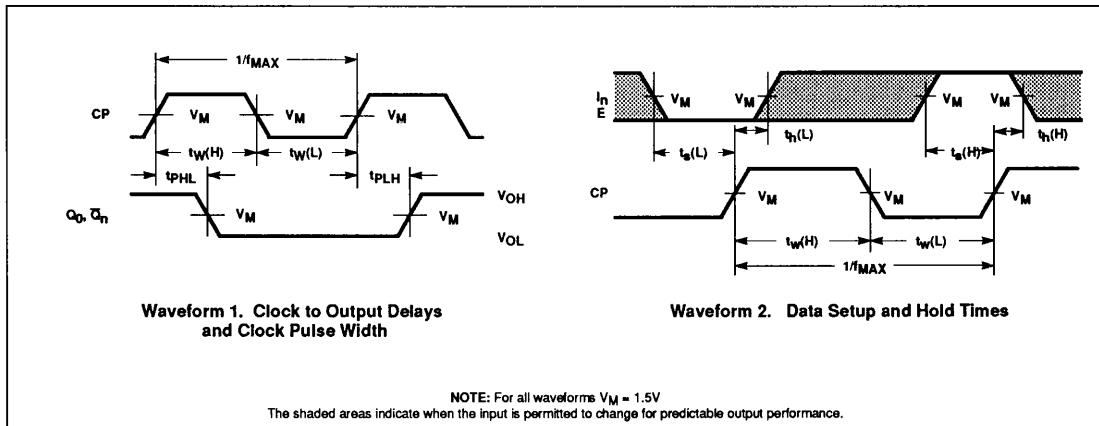 1/fMAX
CP
VM VM VM
tW(H) tW(L)
tPHL tPLH
Q0, Q̅n
VM VM
VOH
VOL
Waveform 1. Clock to Output Delays
and Clock Pulse Width
In
E
VM VM VM VM
th(L) th(H)
ts(L) ts(H)
CP
VM VM VM
tw(H) tw(L)
1/fMAX
Waveform 2. Data Setup and Hold Times
NOTE: For all waveforms VM = 1.5V
The shaded areas indicate when the input is permitted to change for predictable output performance.